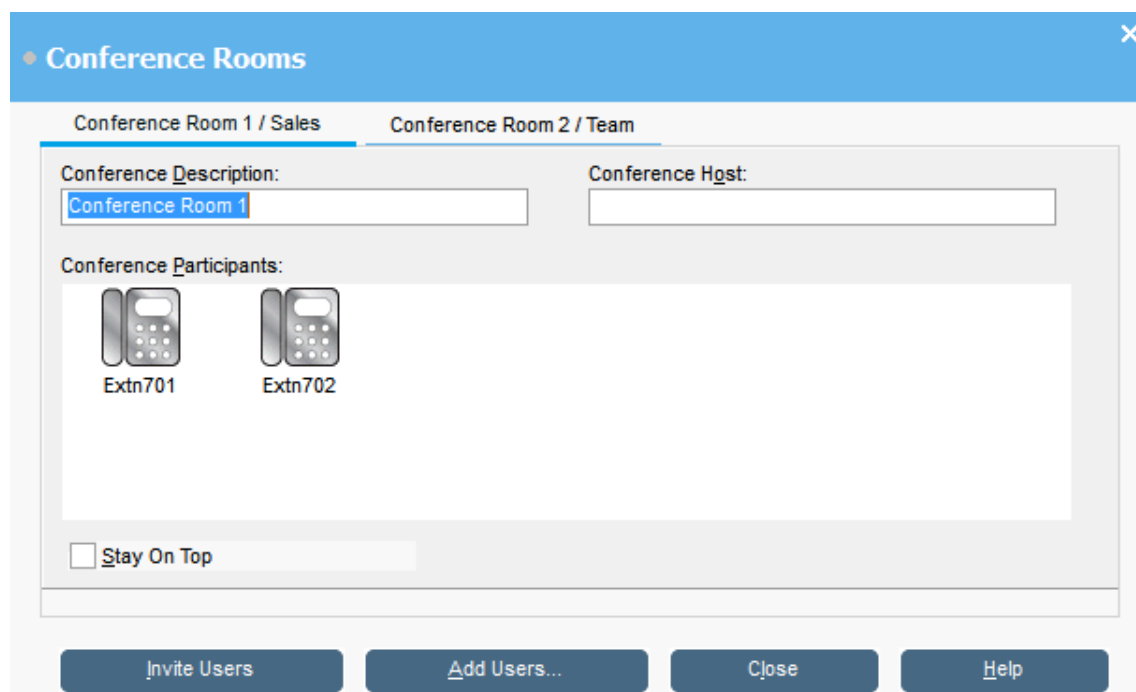 Conference Rooms
Conference Room 1 / Sales
Conference Room 2 / Team
Conference Description:
Conference Host:
Conference Room 1
Conference Participants:
Extn701
Extn702
Stay On Top
Invite Users
Add Users...
Close
Help